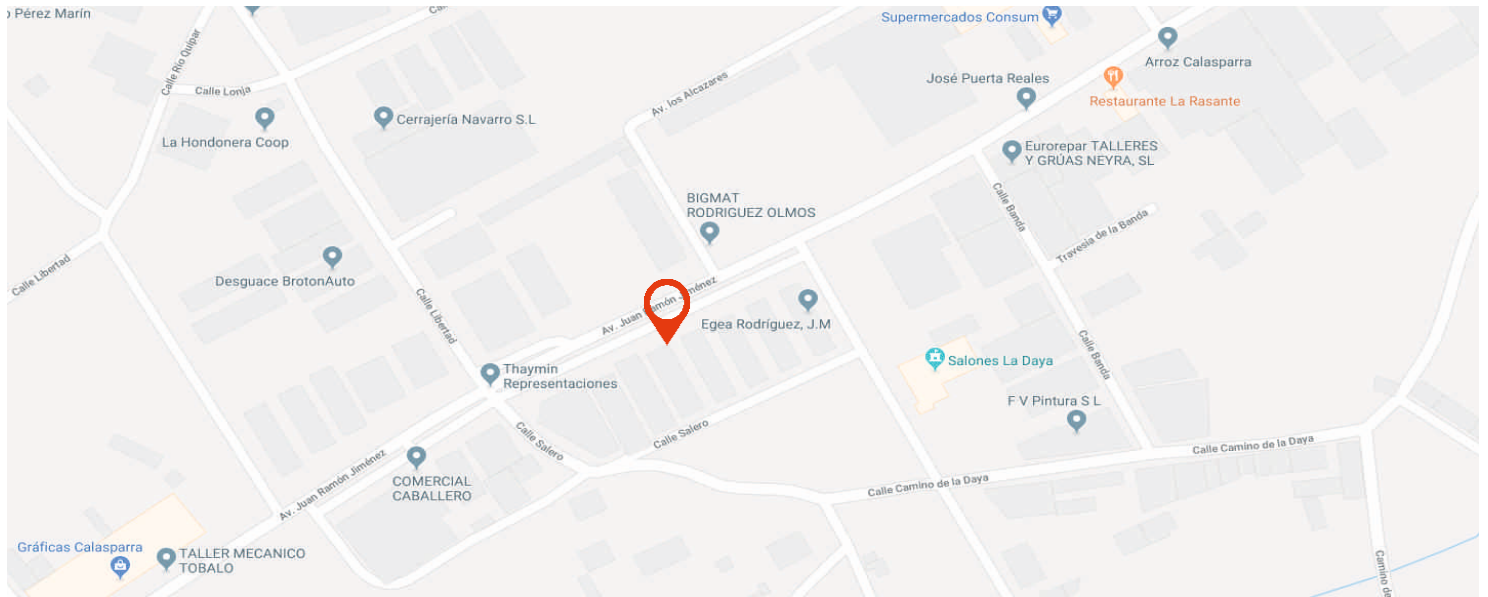 o Pérez Marín
Ca
Supermercados Consum
Calle Río Quípar
Arroz Calasparra
José Puerta Reales
Restaurante La Rasante
Calle Lonja
Av. los Alcazares
Cerrajería Navarro S.L
La Hondonera Coop
Eurorepar TALLERES
Y GRÚAS NEYRA, SL
BIGMAT
RODRIGUEZ OLMOS
Calle Banda
Travesía de la Banda
Calle Libertad
Desguace BrotonAuto
Calle Libertad
Av. Juan Ramón Jiménez
Egea Rodríguez, J.M
Thaymin
Representaciones
Salones La Daya
Calle Banda
F V Pintura S L
Calle Salero
Calle Salero
Calle Camino de la Daya
Av. Juan Ramón Jiménez
COMERCIAL
CABALLERO
Calle Camino de la Daya
Gráficas Calasparra
TALLER MECANICO
TOBALO
Camino de